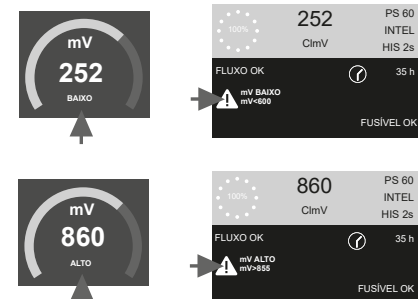 mV
252
BAIXO
100%
252
ClmV
PS 60
INTEL
HIS 2s
FLUXO OK
35 h
mV BAIXO
mV<600
FUSÍVEL OK
mV
860
ALTO
100%
860
ClmV
PS 60
INTEL
HIS 2s
FLUXO OK
35 h
mV ALTO
mV>855
FUSÍVEL OK